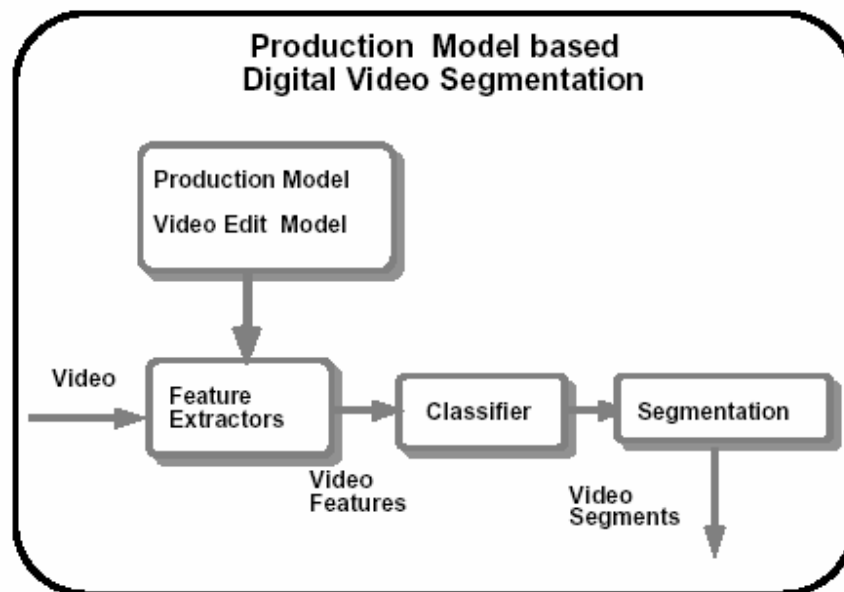 Production Model based
Digital Video Segmentation
Production Model
Video Edit Model
Video
Feature
Extractors
Classifier
Segmentation
Video
Features
Video
Segments